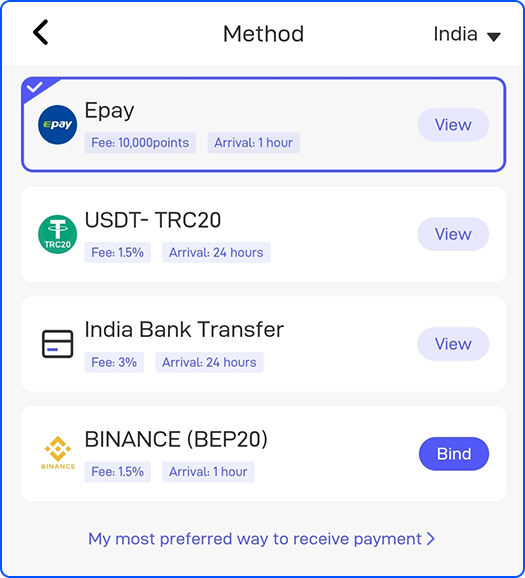 Method
India
Epay
epay
Fee: 10,000points
Arrival: 1 hour
View
USDT- TRC20
TRC20
Fee: 1.5%
Arrival: 24 hours
View
India Bank Transfer
Fee: 3%
Arrival: 24 hours
View
BINANCE (BEP20)
BINANCE
Fee: 1.5%
Arrival: 1 hour
Bind
My most preferred way to receive payment